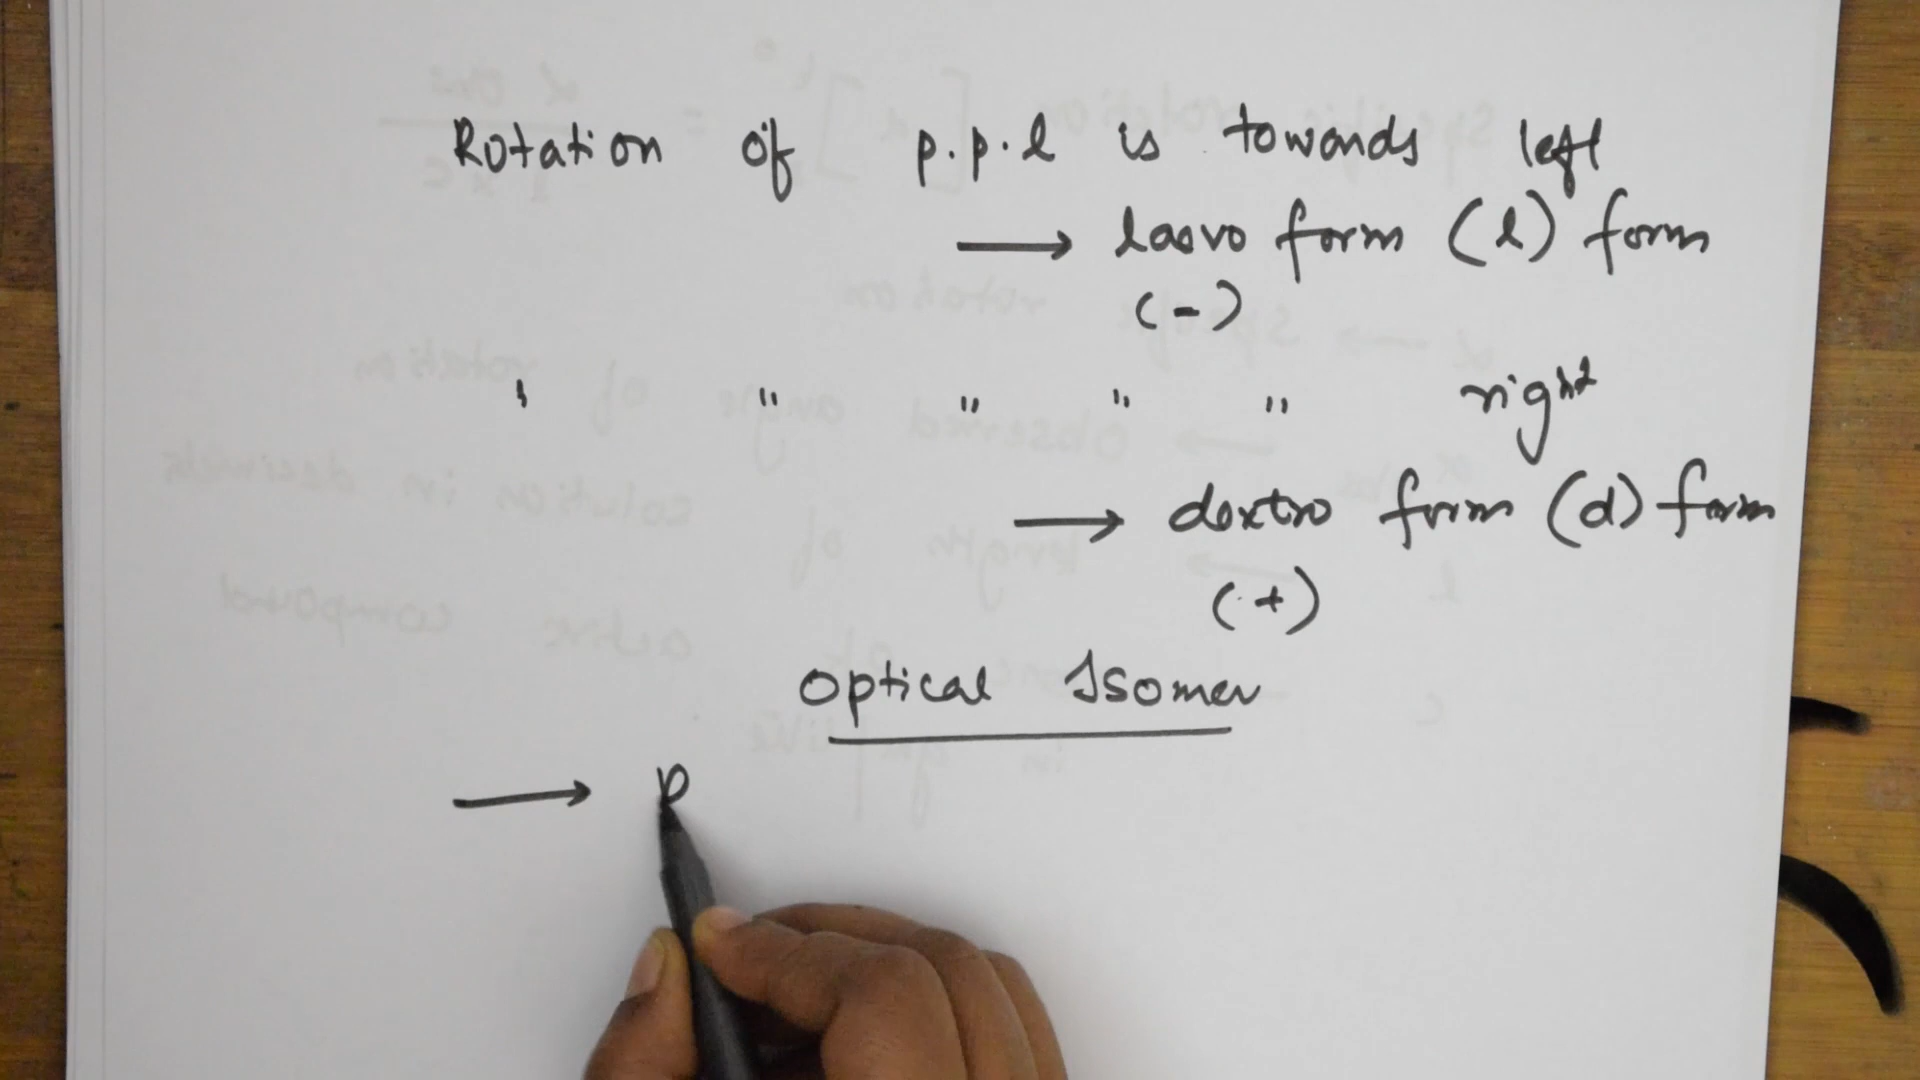 Rotation of p.p.l is towards left
→ laevo form (l) form
(-)
" " " " " right
→ dextro form (d) form
(+)
Optical Isomer
→ p